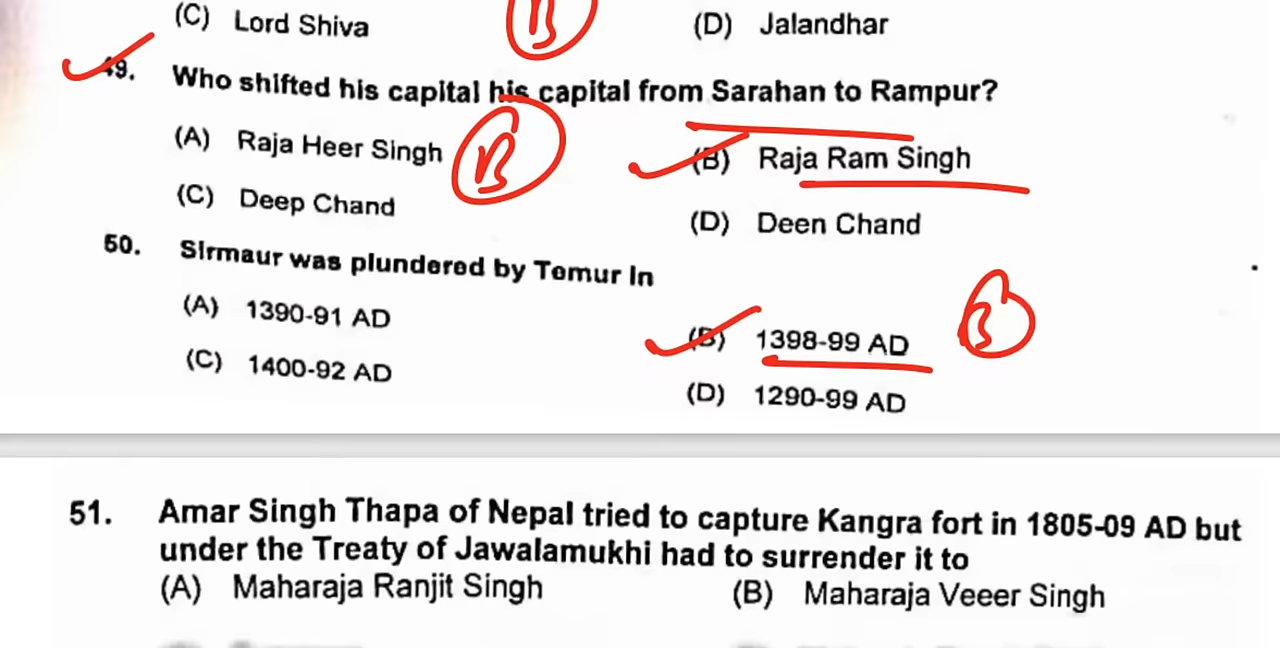 (C) Lord Shiva
B
(D) Jalandhar
49. Who shifted his capital his capital from Sarahan to Rampur?
(A) Raja Heer Singh
B
(B) Raja Ram Singh
(C) Deep Chand
(D) Deen Chand
50. Sirmaur was plundered by Temur in
(A) 1390-91 AD
(B) 1398-99 AD
B
(C) 1400-92 AD
(D) 1290-99 AD
51. Amar Singh Thapa of Nepal tried to capture Kangra fort in 1805-09 AD but
under the Treaty of Jawalamukhi had to surrender it to
(A) Maharaja Ranjit Singh
(B) Maharaja Veeer Singh